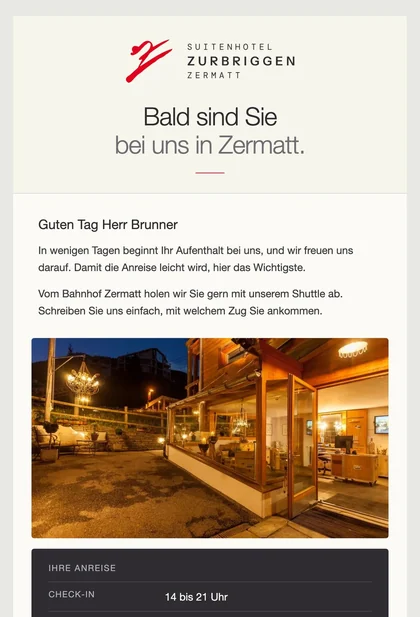 SUITENHOTEL
ZURBRIGGEN
ZERMATT
Bald sind Sie
bei uns in Zermatt.
Guten Tag Herr Brunner
In wenigen Tagen beginnt Ihr Aufenthalt bei uns, und wir freuen uns
darauf. Damit die Anreise leicht wird, hier das Wichtigste.
Vom Bahnhof Zermatt holen wir Sie gern mit unserem Shuttle ab.
Schreiben Sie uns einfach, mit welchem Zug Sie ankommen.
IHRE ANREISE
CHECK-IN 14 bis 21 Uhr